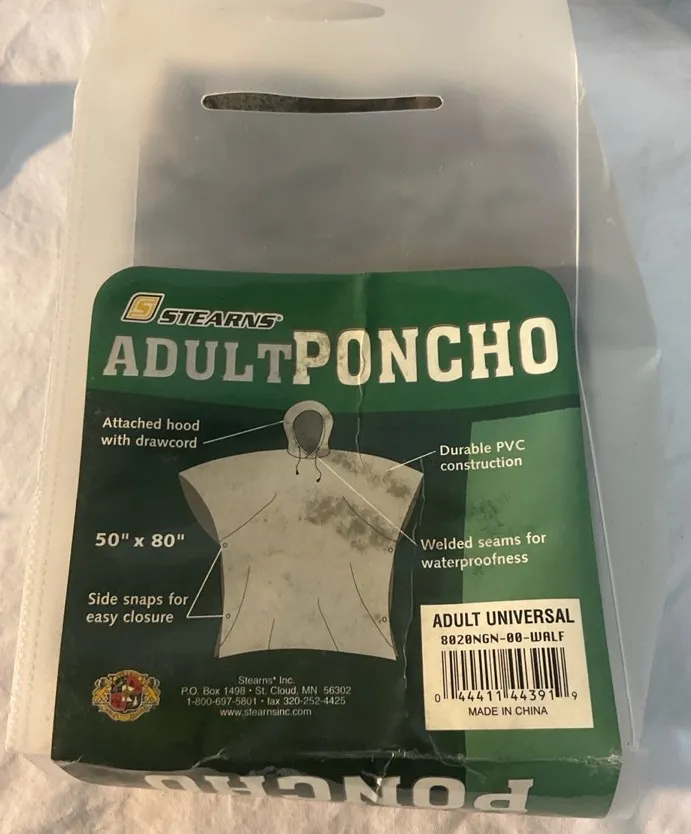 S STEARNS®
ADULT PONCHO
Attached hood
with drawcord
Durable PVC
construction
50" x 80"
Welded seams for
waterproofness
Side snaps for
easy closure
ADULT UNIVERSAL
8020NGN-00-WALF
0 44411 44391 9
MADE IN CHINA
Stearns® Inc.
P.O. Box 1498 • St. Cloud, MN 56302
1-800-697-5801 • fax 320-252-4425
www.stearnsinc.com
PONCHO